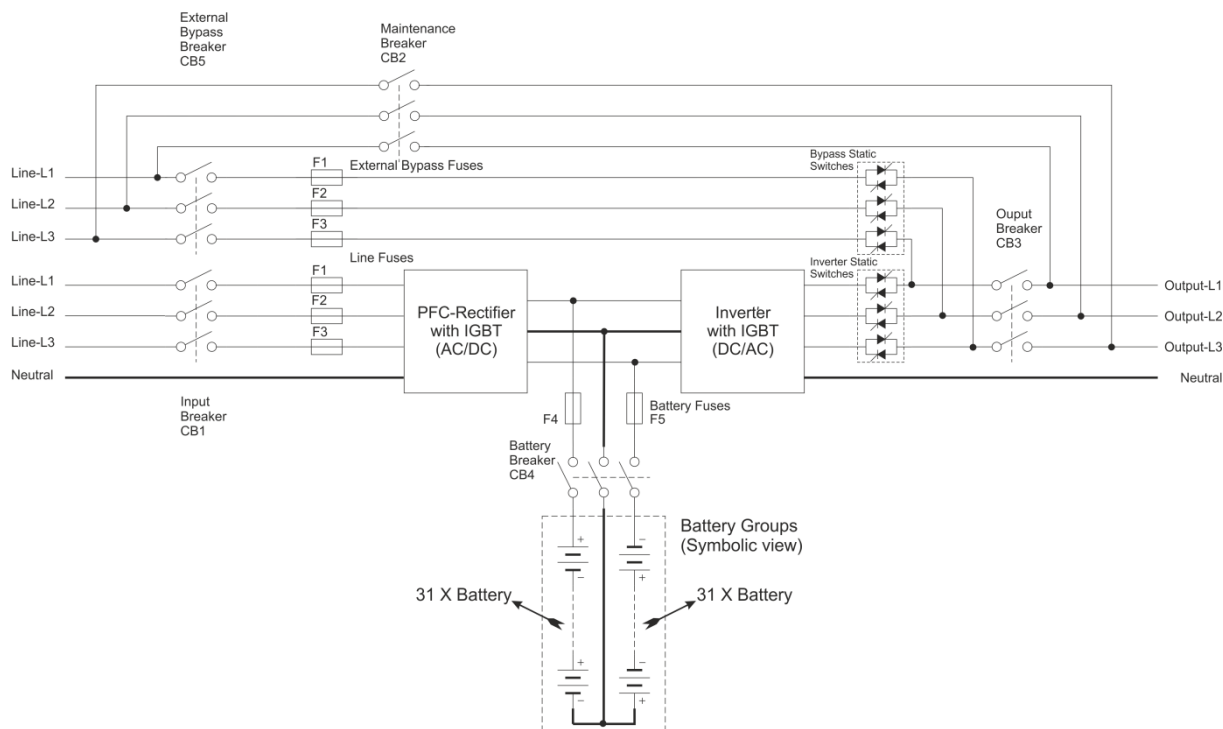 External
Bypass
Breaker
CB5
Maintenance
Breaker
CB2
Line-L1
Line-L2
Line-L3
F1
External Bypass Fuses
F2
F3
Bypass Static
Switches
Ouput
Breaker
CB3
Line Fuses
Inverter Static
Switches
Line-L1
Line-L2
Line-L3
Neutral
F1
F2
F3
PFC-Rectifier
with IGBT
(AC/DC)
Inverter
with IGBT
(DC/AC)
Output-L1
Output-L2
Output-L3
Neutral
Input
Breaker
CB1
F4
Battery Fuses
F5
Battery
Breaker
CB4
Battery Groups
(Symbolic view)
+
-
-
+
31 X Battery
31 X Battery
+
-
-
+